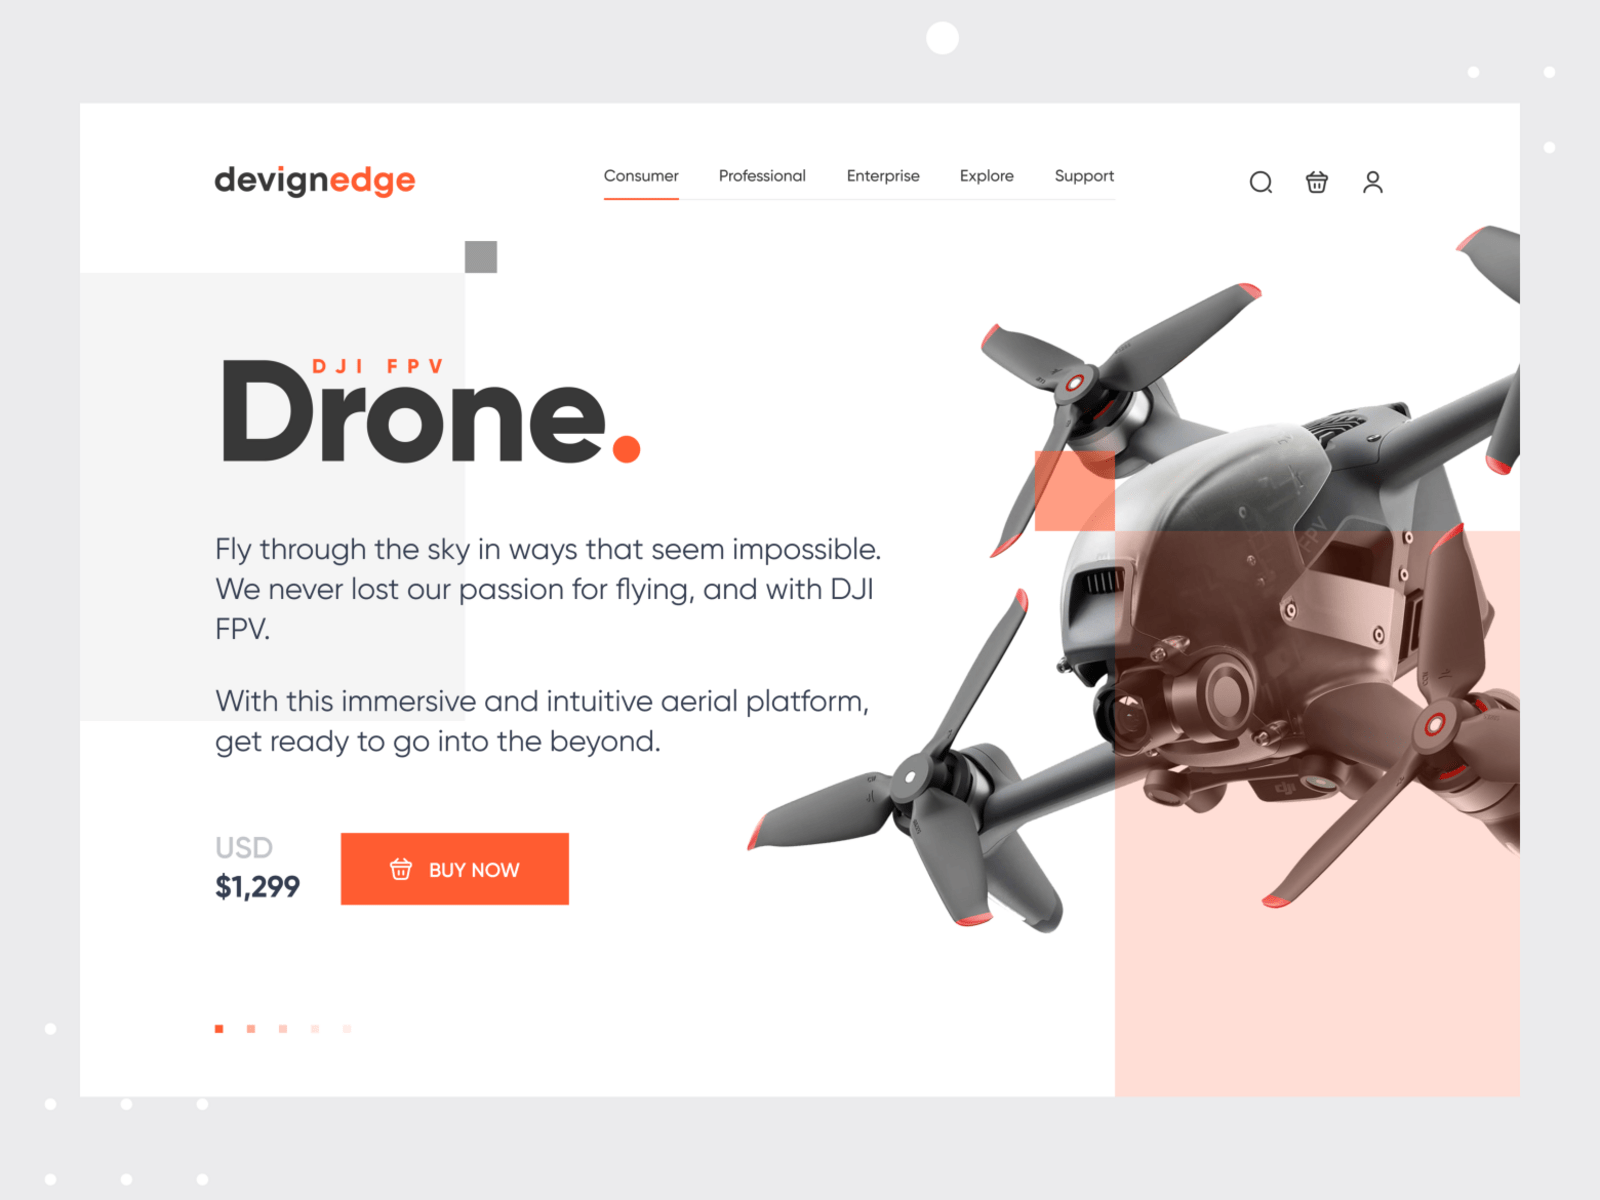 devignedge
Consumer Professional Enterprise Explore Support
DJI FPV
Drone.
Fly through the sky in ways that seem impossible.
We never lost our passion for flying, and with DJI
FPV.
With this immersive and intuitive aerial platform,
get ready to go into the beyond.
USD
$1,299
BUY NOW
FPV
dji